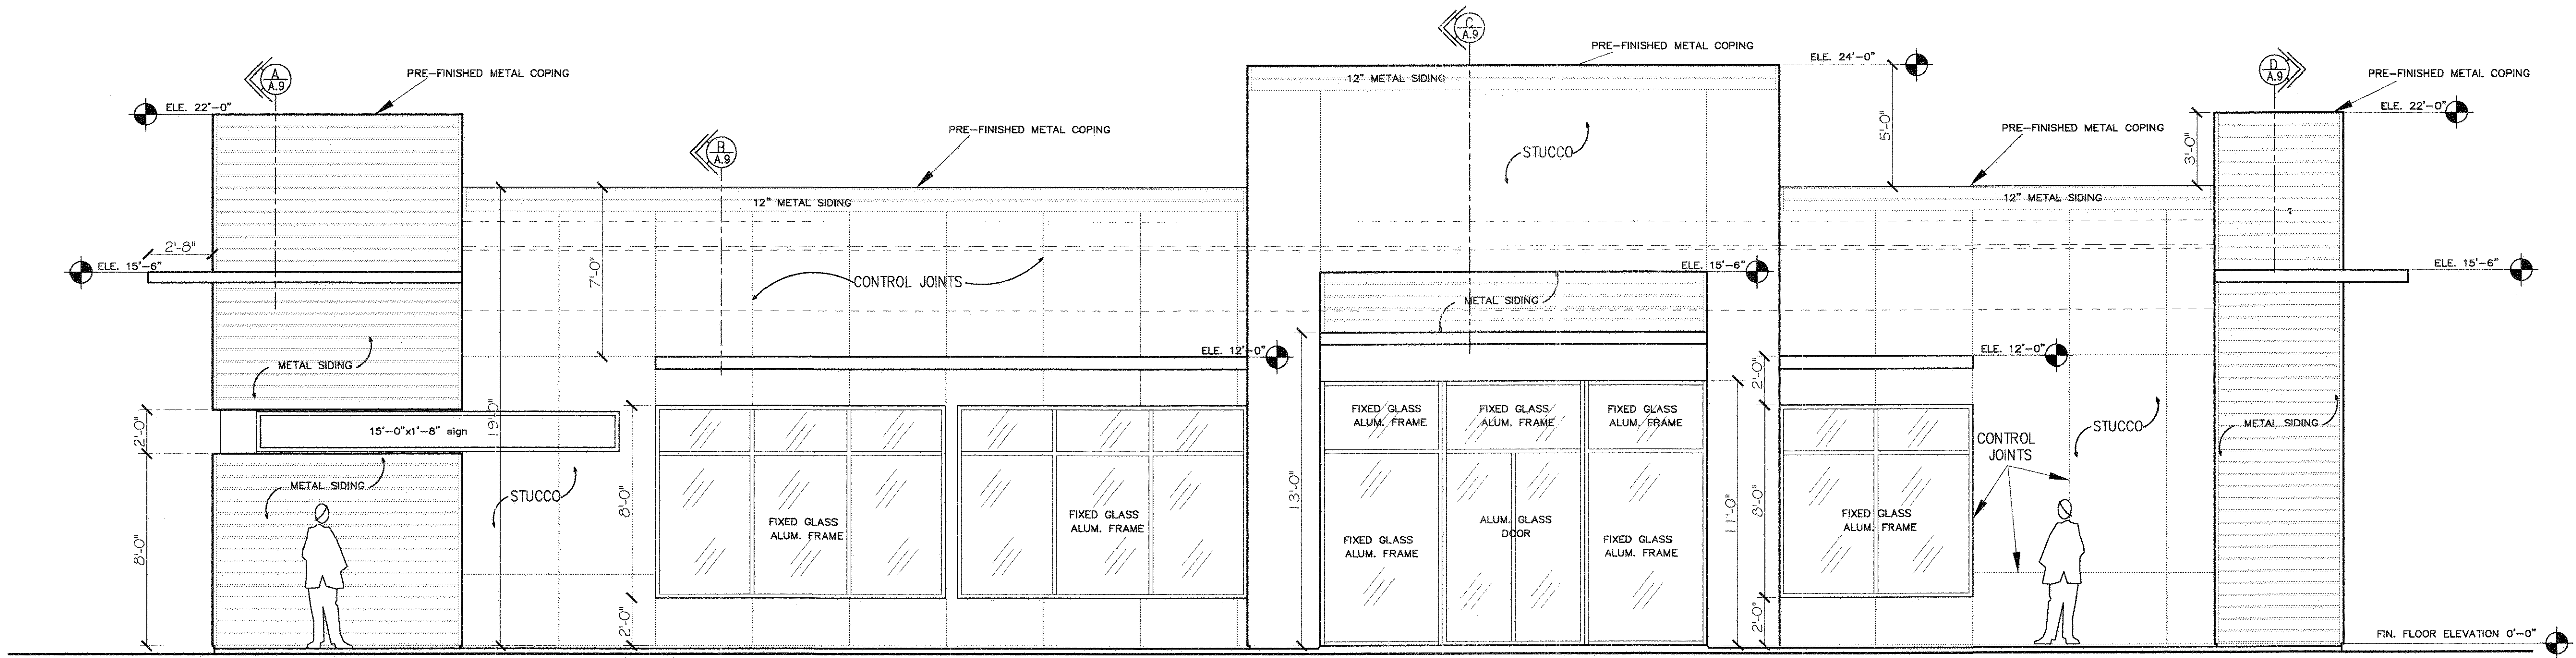 C
A.9
PRE-FINISHED METAL COPING
ELE. 24'-0"
A
A.9
PRE-FINISHED METAL COPING
12" METAL SIDING
D
A.9
PRE-FINISHED METAL COPING
ELE. 22'-0"
ELE. 22'-0"
5'-0"
3'-0"
PRE-FINISHED METAL COPING
PRE-FINISHED METAL COPING
B
A.9
STUCCO
12" METAL SIDING
12" METAL SIDING
2'-8"
ELE. 15'-6"
7'-0"
CONTROL JOINTS
ELE. 15'-6"
ELE. 15'-6"
METAL SIDING
METAL SIDING
ELE. 12'-0"
ELE. 12'-0"
2'-0"
2'-0"
15'-0"x1'-8" sign
19'-0"
FIXED GLASS
ALUM. FRAME
FIXED GLASS
ALUM. FRAME
FIXED GLASS
ALUM. FRAME
CONTROL
JOINTS
STUCCO
METAL SIDING
METAL SIDING
STUCCO
8'-0"
8'-0"
FIXED GLASS
ALUM. FRAME
FIXED GLASS
ALUM. FRAME
13'-0"
FIXED GLASS
ALUM. FRAME
ALUM. GLASS
DOOR
FIXED GLASS
ALUM. FRAME
11'-0"
8'-0"
FIXED GLASS
ALUM. FRAME
2'-0"
2'-0"
FIN. FLOOR ELEVATION 0'-0"